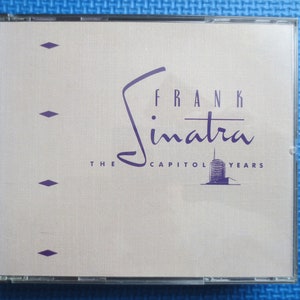 FRANK
Sinatra
THE CAPITOL YEARS